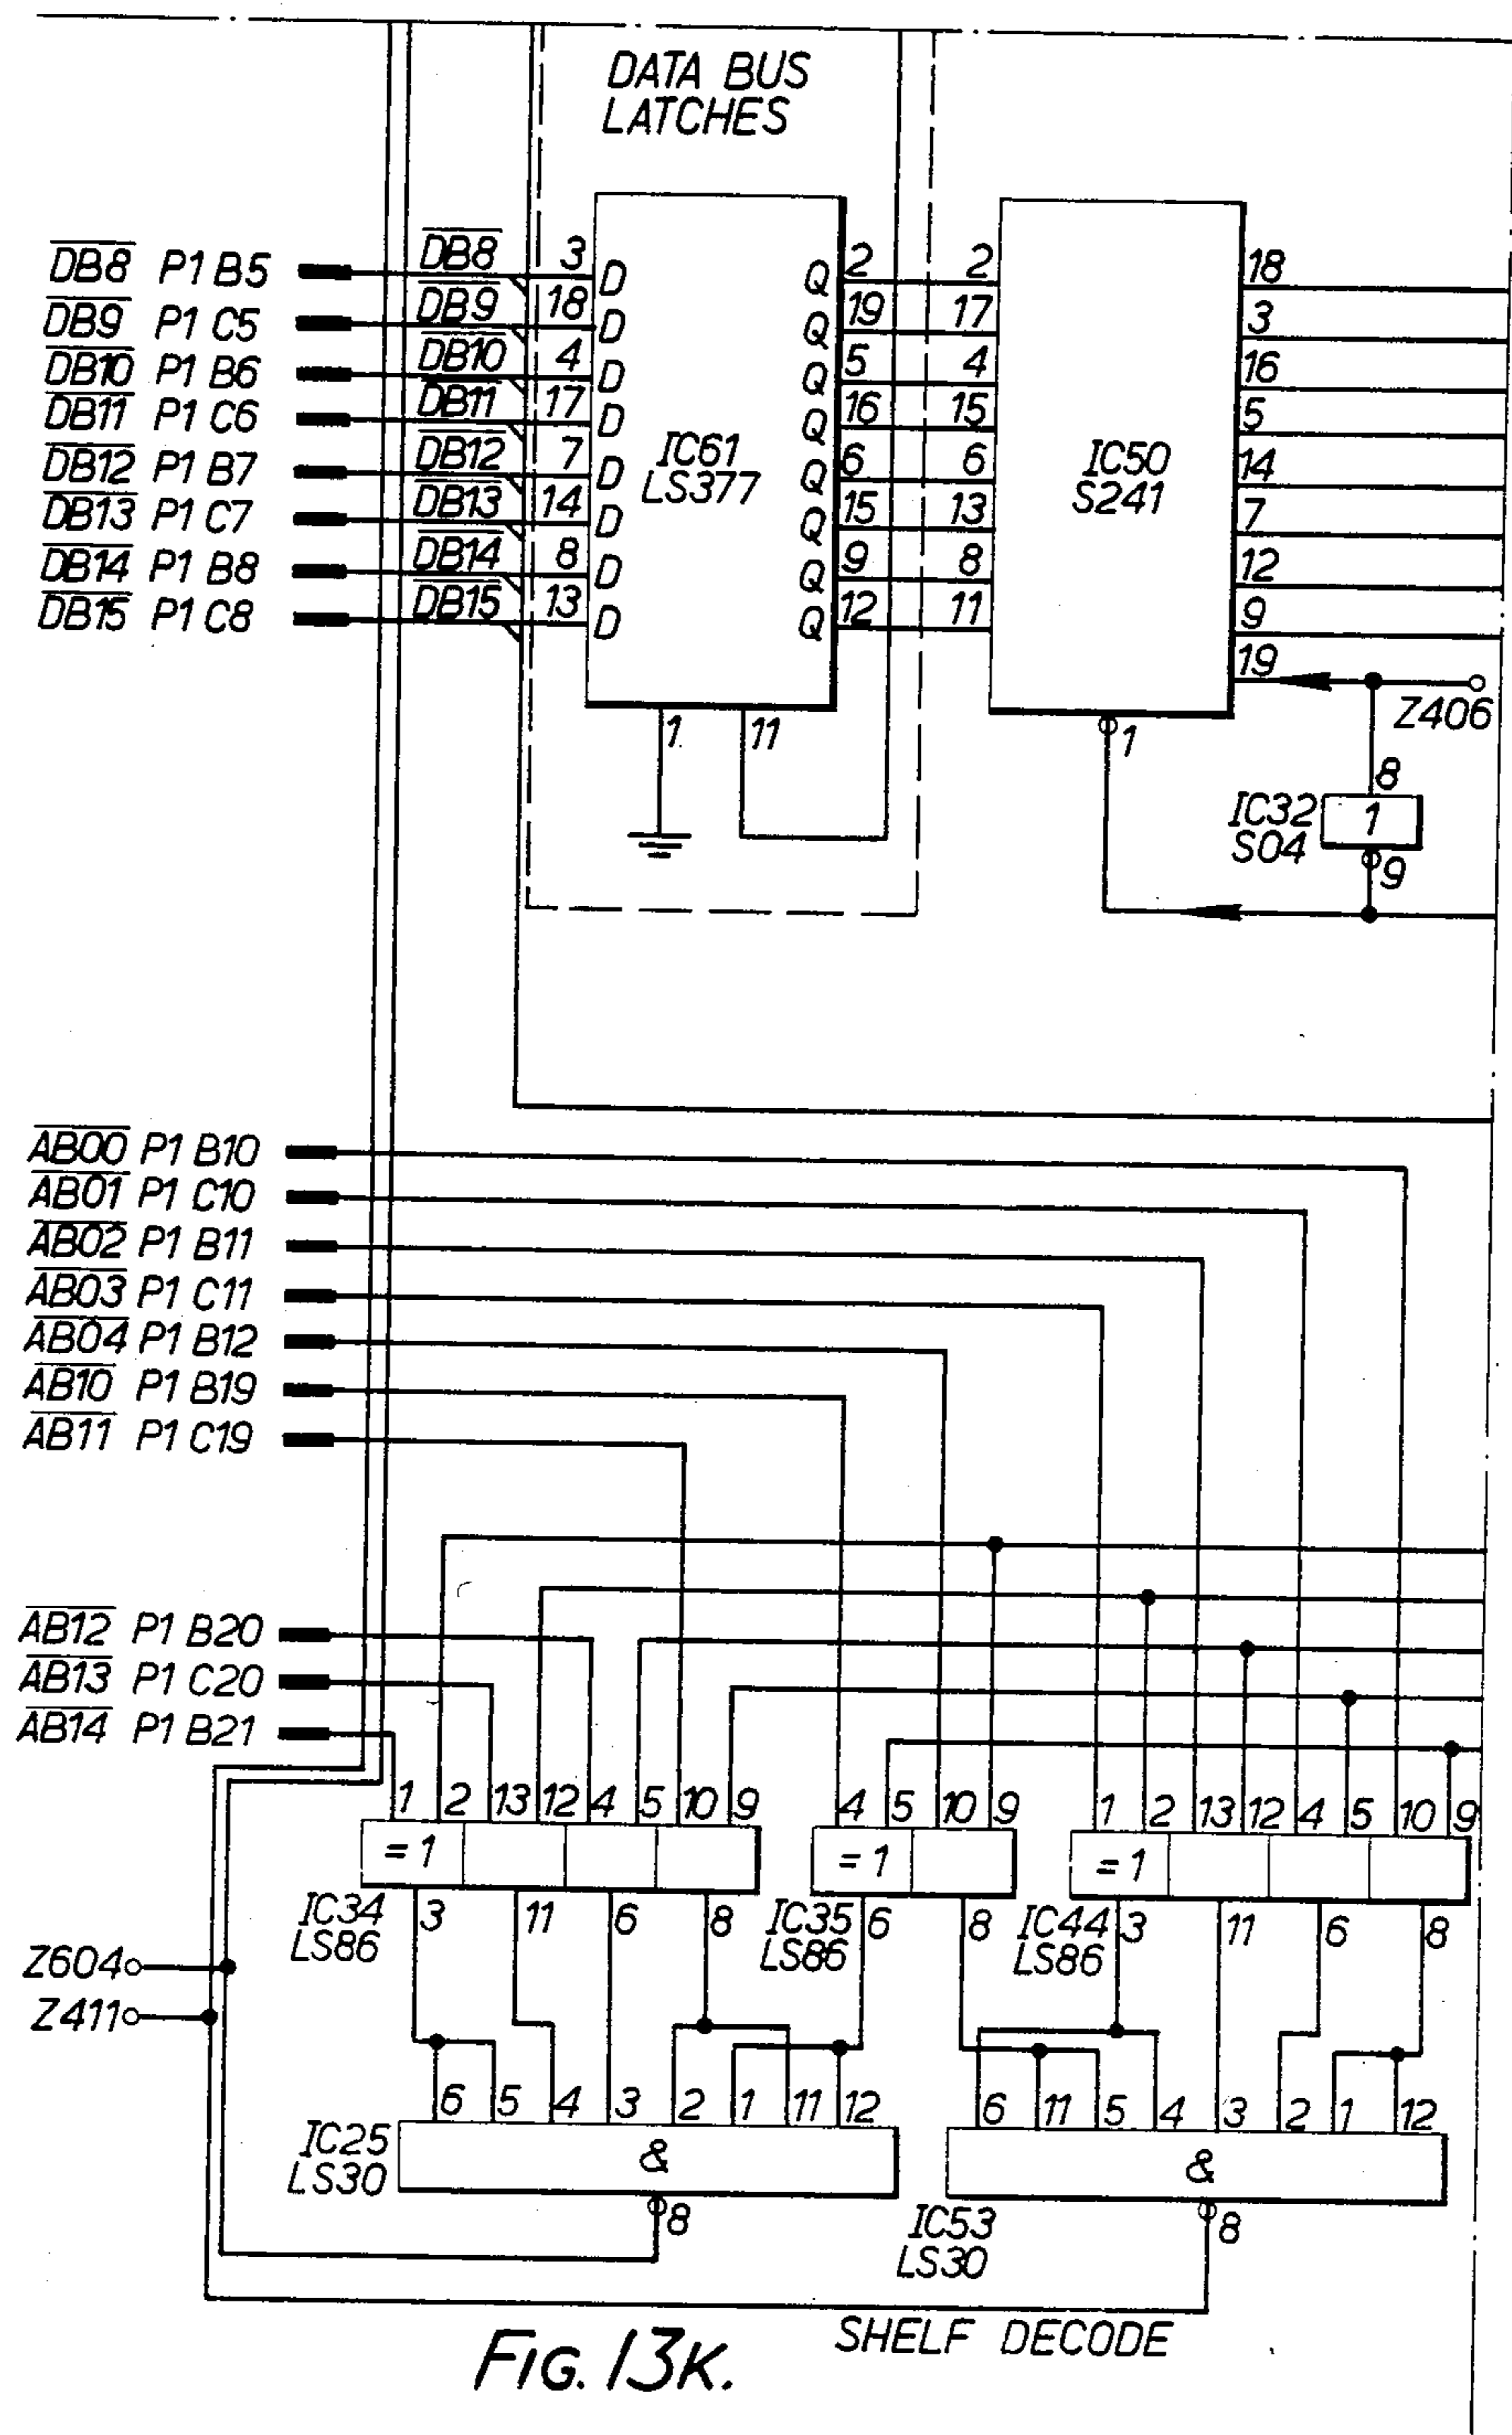 DATA BUS
LATCHES
DB8 P1 B5 DB8 3 D Q 2 2 18
DB9 P1 C5 DB9 18 D Q 19 17 3
DB10 P1 B6 DB10 4 D Q 5 4 16
DB11 P1 C6 DB11 17 D Q 16 15 5
DB12 P1 B7 DB12 7 D Q 6 6 14
DB13 P1 C7 DB13 14 D Q 15 13 7
DB14 P1 B8 DB14 8 D Q 9 8 12
DB15 P1 C8 DB15 13 D Q 12 11 9
IC61
LS377
IC50
S241
19
Z406
1 11 1
8
IC32
S04
1
9
AB00 P1 B10
AB01 P1 C10
AB02 P1 B11
AB03 P1 C11
AB04 P1 B12
AB10 P1 B19
AB11 P1 C19
AB12 P1 B20
AB13 P1 C20
AB14 P1 B21
1 2 13 12 4 5 10 9 4 5 10 9 1 2 13 12 4 5 10 9
=1 =1 =1
IC34
LS86
3 11 6 8
IC35
LS86
6 8
IC44
LS86
3 11 6 8
Z604
Z411
6 5 4 3 2 1 11 12 6 11 5 4 3 2 1 12
IC25
LS30
&
8
&
IC53
LS30
8
SHELF DECODE
FIG. 13K.